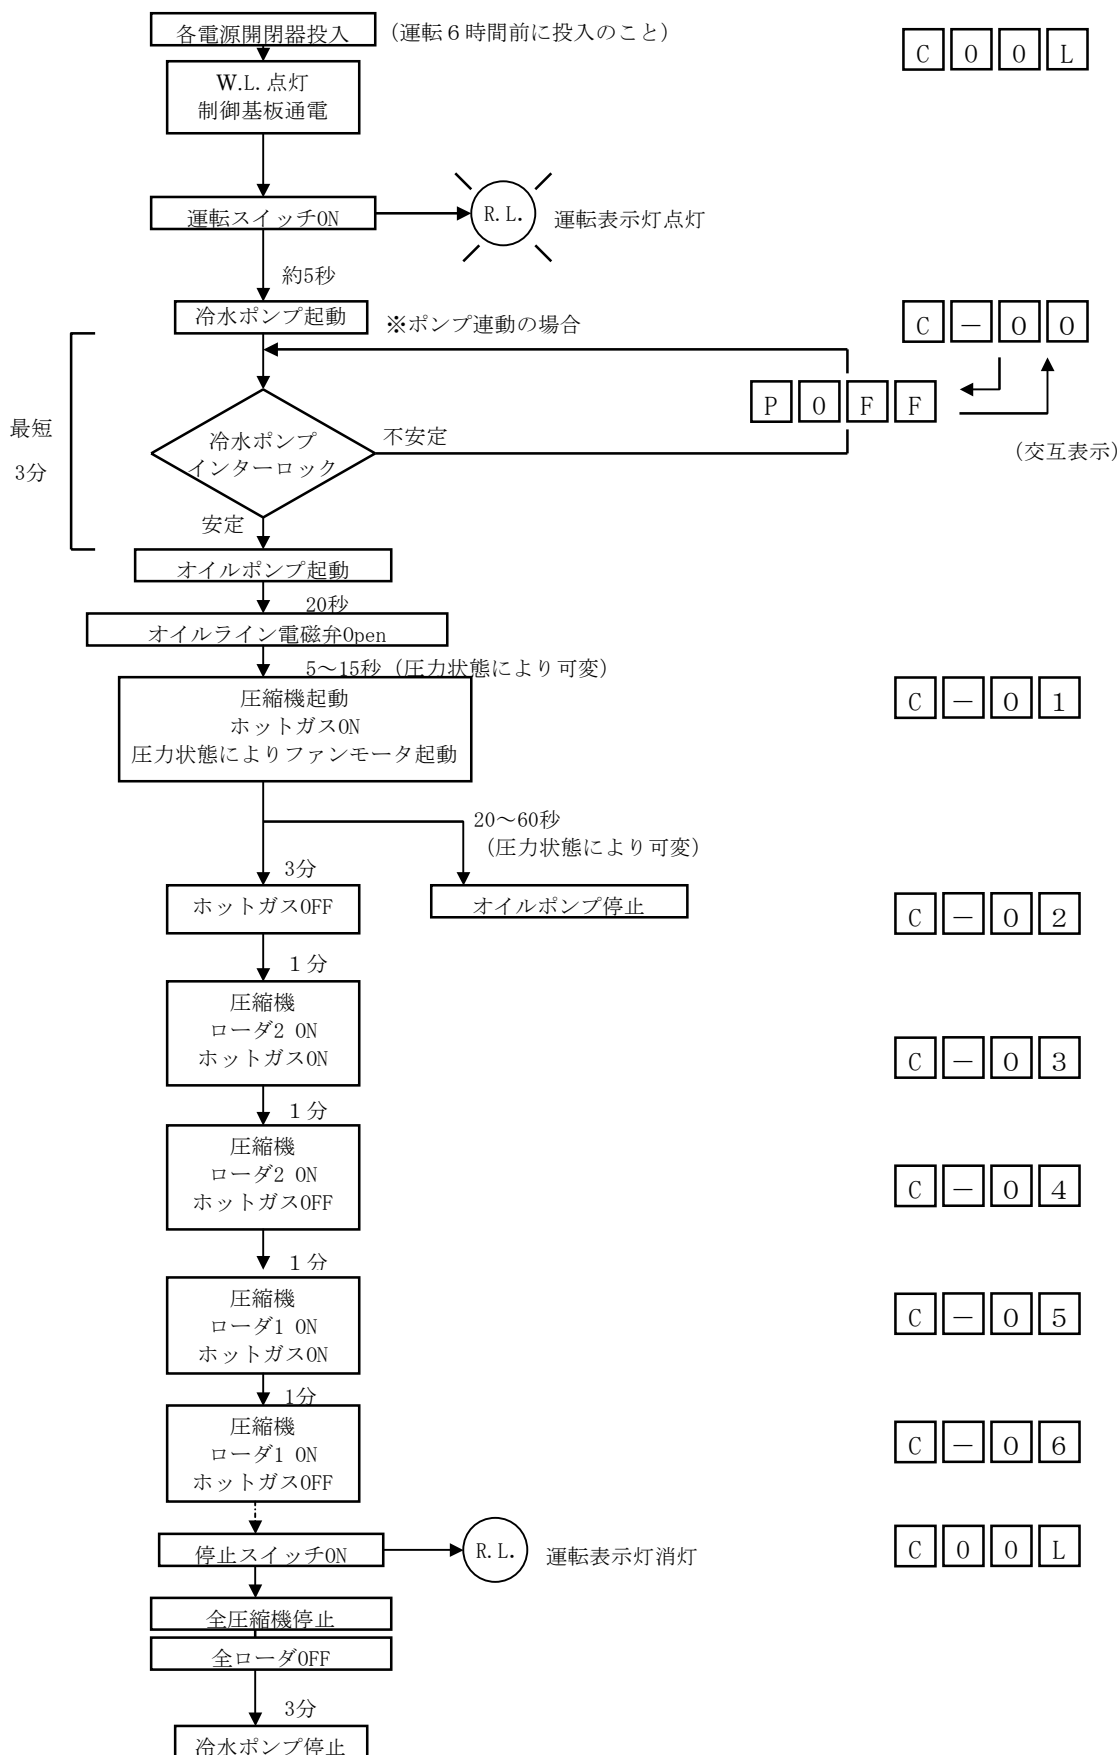 各電源開閉器投入 (運転6時間前に投入のこと)
C O O L
W.L.点灯
制御基板通電
運転スイッチON
R.L.
運転表示灯点灯
約5秒
冷水ポンプ起動
※ポンプ連動の場合
C − 0 0
P O F F
(交互表示)
最短
3分
冷水ポンプ
インターロック
不安定
安定
オイルポンプ起動
20秒
オイルライン電磁弁Open
5～15秒 (圧力状態により可変)
圧縮機起動
ホットガスON
圧力状態によりファンモータ起動
C − 0 1
20～60秒
(圧力状態により可変)
3分
ホットガスOFF
オイルポンプ停止
C − 0 2
1分
圧縮機
ローダ2 ON
ホットガスON
C − 0 3
1分
圧縮機
ローダ2 ON
ホットガスOFF
C − 0 4
1分
圧縮機
ローダ1 ON
ホットガスON
C − 0 5
1分
圧縮機
ローダ1 ON
ホットガスOFF
C − 0 6
停止スイッチON
R.L.
運転表示灯消灯
C O O L
全圧縮機停止
全ローダOFF
3分
冷水ポンプ停止